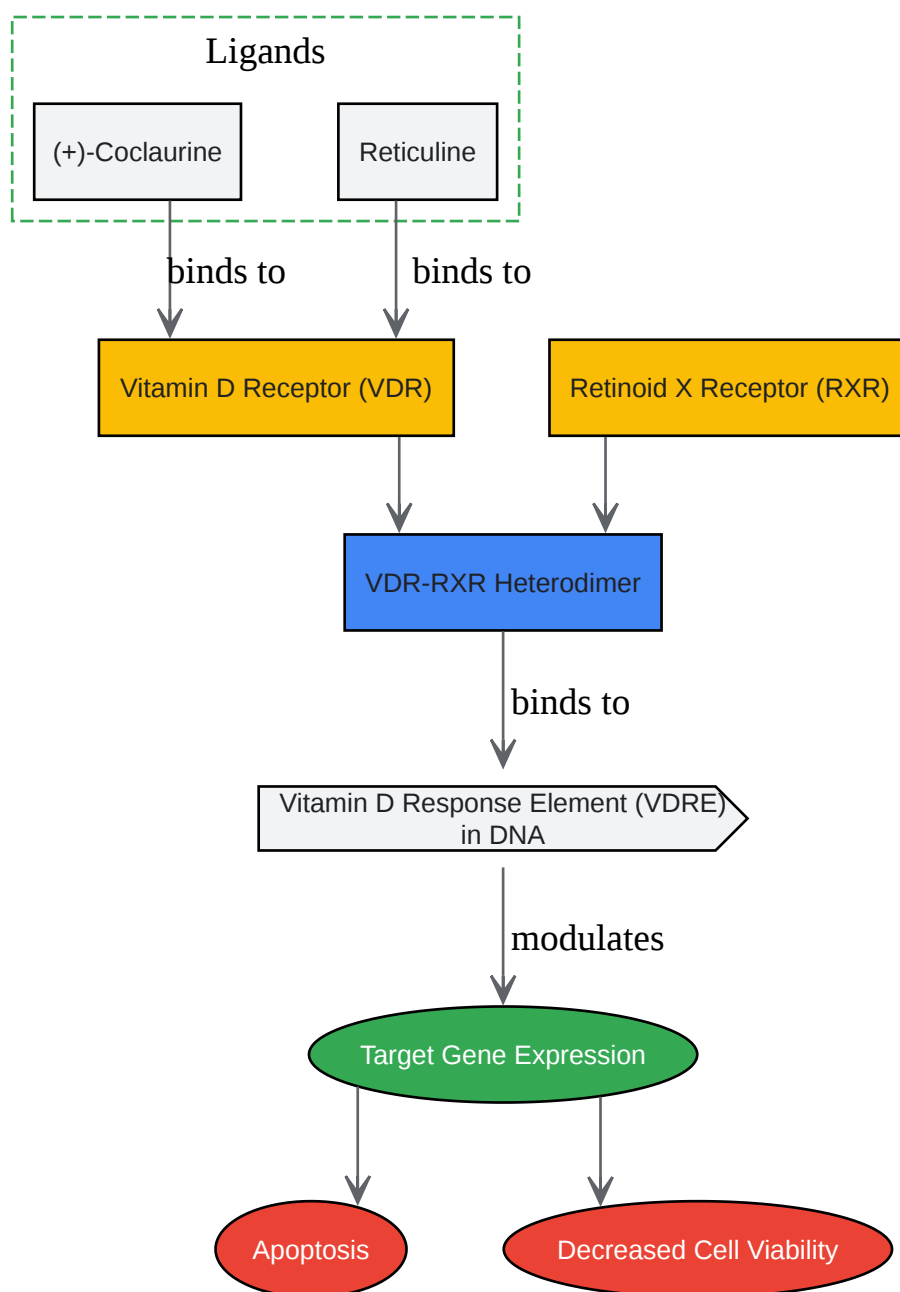 Ligands
(+)-Coclaurine
Reticuline
binds to
binds to
Vitamin D Receptor (VDR)
Retinoid X Receptor (RXR)
VDR-RXR Heterodimer
binds to
Vitamin D Response Element (VDRE)
in DNA
modulates
Target Gene Expression
Apoptosis
Decreased Cell Viability